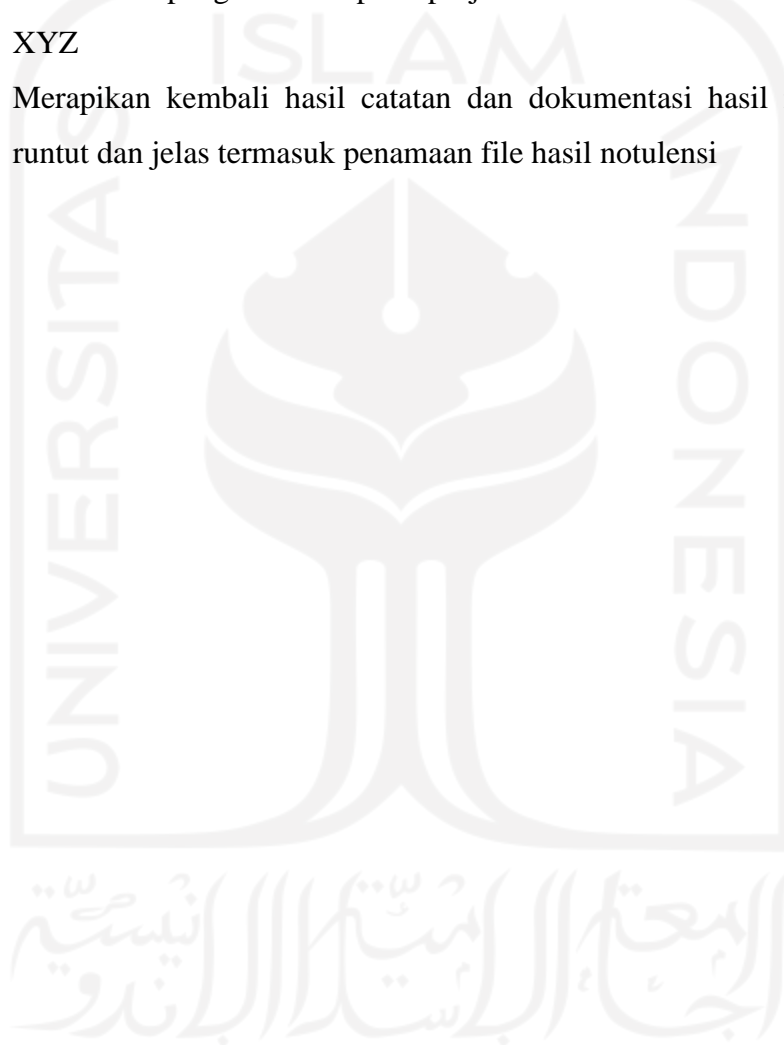 XYZ
Merapikan kembali hasil catatan dan dokumentasi hasil
runtut dan jelas termasuk penamaan file hasil notulensi
ISLAM
UNIVERSITAS
INDONESIA